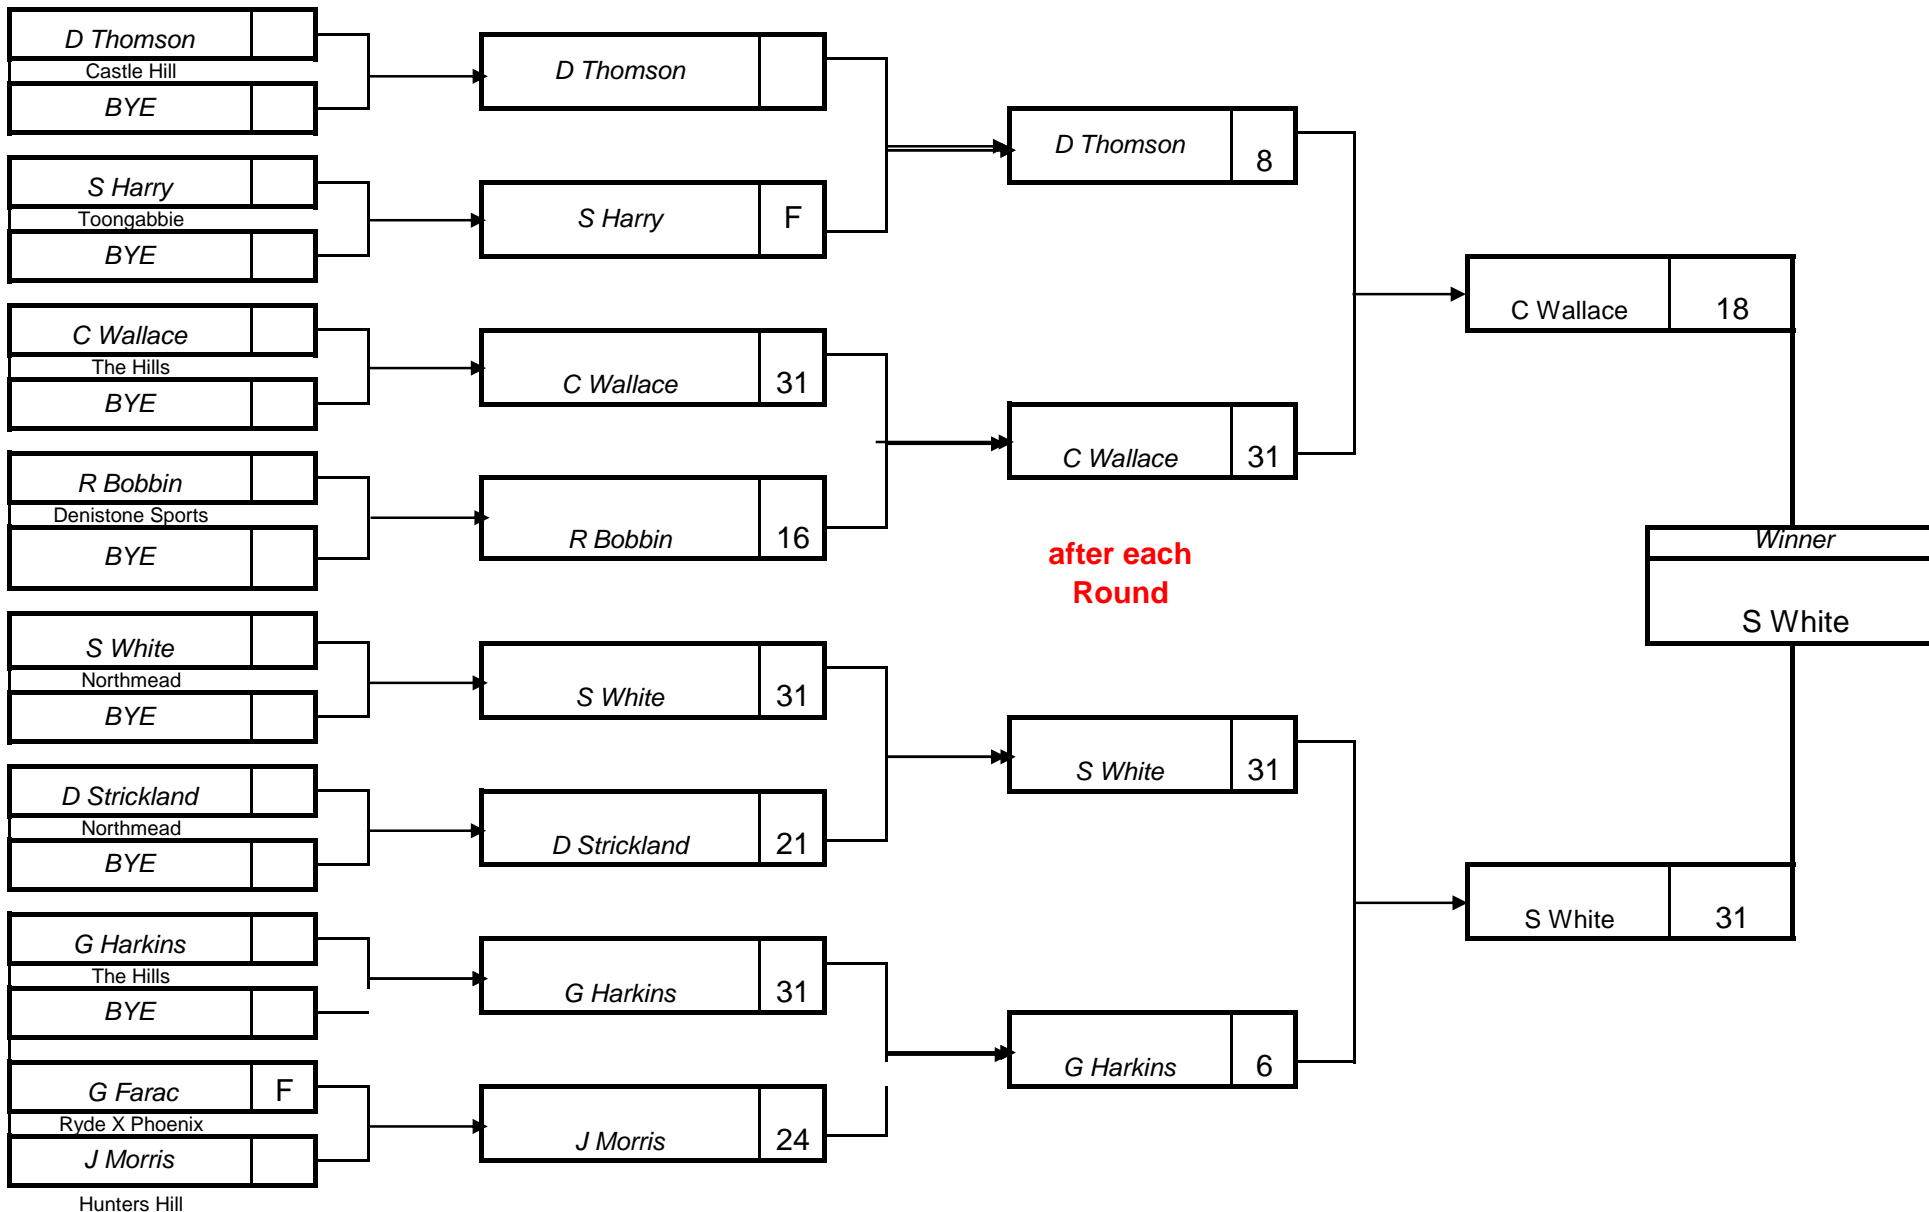 D Thomson
Castle Hill
BYE
S Harry
Toongabbie
BYE
C Wallace
The Hills
BYE
R Bobbin
Denistone Sports
BYE
S White
Northmead
BYE
D Strickland
Northmead
BYE
G Harkins
The Hills
BYE
G Farac F
Ryde X Phoenix
J Morris
Hunters Hill
D Thomson
S Harry F
C Wallace 31
R Bobbin 16
S White 31
D Strickland 21
G Harkins 31
J Morris 24
D Thomson 8
C Wallace 31
after each
Round
S White 31
G Harkins 6
C Wallace 18
S White 31
Winner
S White